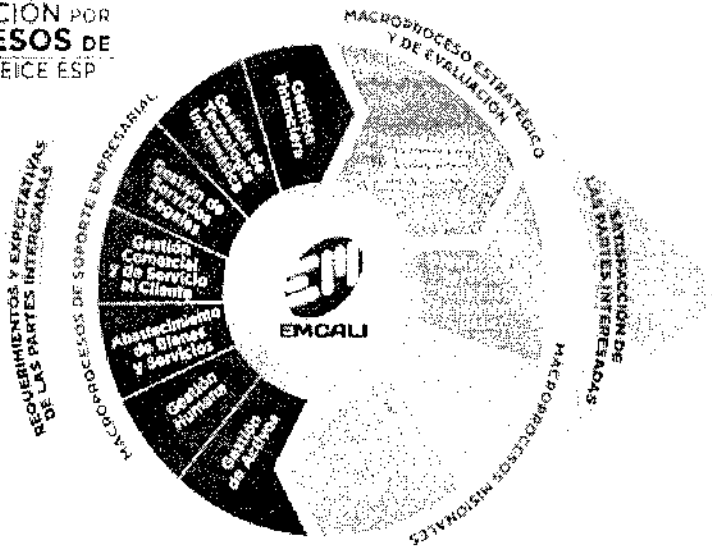 CIÓN POR
ESOS DE
EICE ESP
MACROPROCESO ESTRATÉGICO
Y DE EVALUACIÓN
REQUERIMIENTOS Y EXPECTATIVAS
DE LAS PARTES INTERESADAS
MACROPROCESOS DE SOPORTE EMPRESARIAL
Gestión
Financiera
Gestión de
Tecnología
Informática
Gestión de
Servicios
Legales
Gestión
Comercial
y de Servicio
al Cliente
Abastecimiento
de Bienes
y Servicios
Gestión
Humana
Gestión
de Activos
EMCALI
MACROPROCESOS MISIONALES
SATISFACCIÓN DE
LAS PARTES INTERESADAS